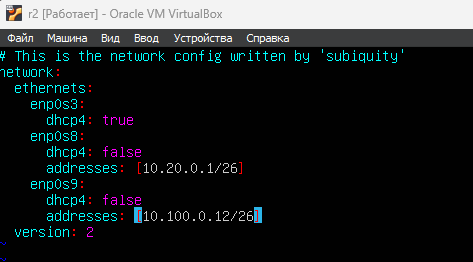 r2 [Работает] - Oracle VM VirtualBox
Файл Машина Вид Ввод Устройства Справка
# This is the network config written by 'subiquity'
network:
  ethernets:
    enp0s3:
      dhcp4: true
    enp0s8:
      dhcp4: false
      addresses: [10.20.0.1/26]
    enp0s9:
      dhcp4: false
      addresses: [10.100.0.12/26]
  version: 2
~